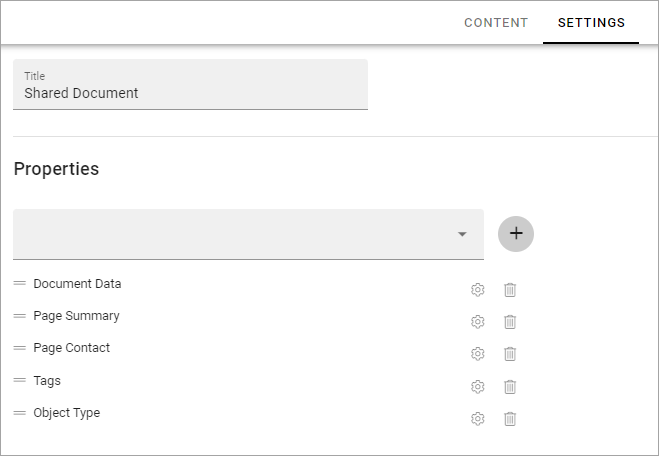 CONTENT SETTINGS
Title
Shared Document
Properties
Document Data
Page Summary
Page Contact
Tags
Object Type